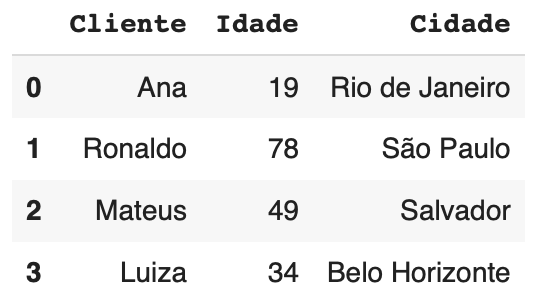 Cliente Idade Cidade
0 Ana 19 Rio de Janeiro
1 Ronaldo 78 São Paulo
2 Mateus 49 Salvador
3 Luiza 34 Belo Horizonte